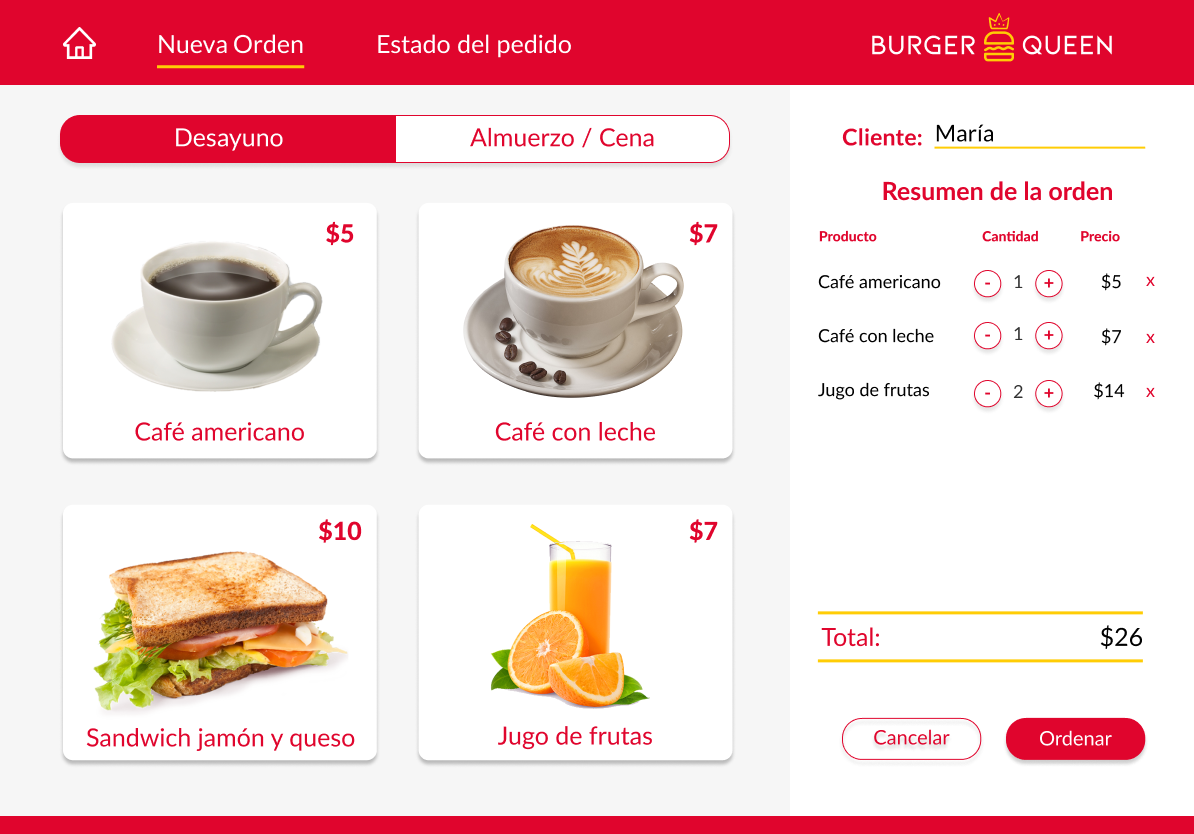 Nueva Orden
Estado del pedido
BURGER QUEEN
Desayuno
Almuerzo / Cena
$5
Café americano
$7
Café con leche
$10
Sandwich jamón y queso
$7
Jugo de frutas
Cliente: María
Resumen de la orden
Producto Cantidad Precio
Café americano - 1 + $5 x
Café con leche - 1 + $7 x
Jugo de frutas - 2 + $14 x
Total: $26
Cancelar
Ordenar